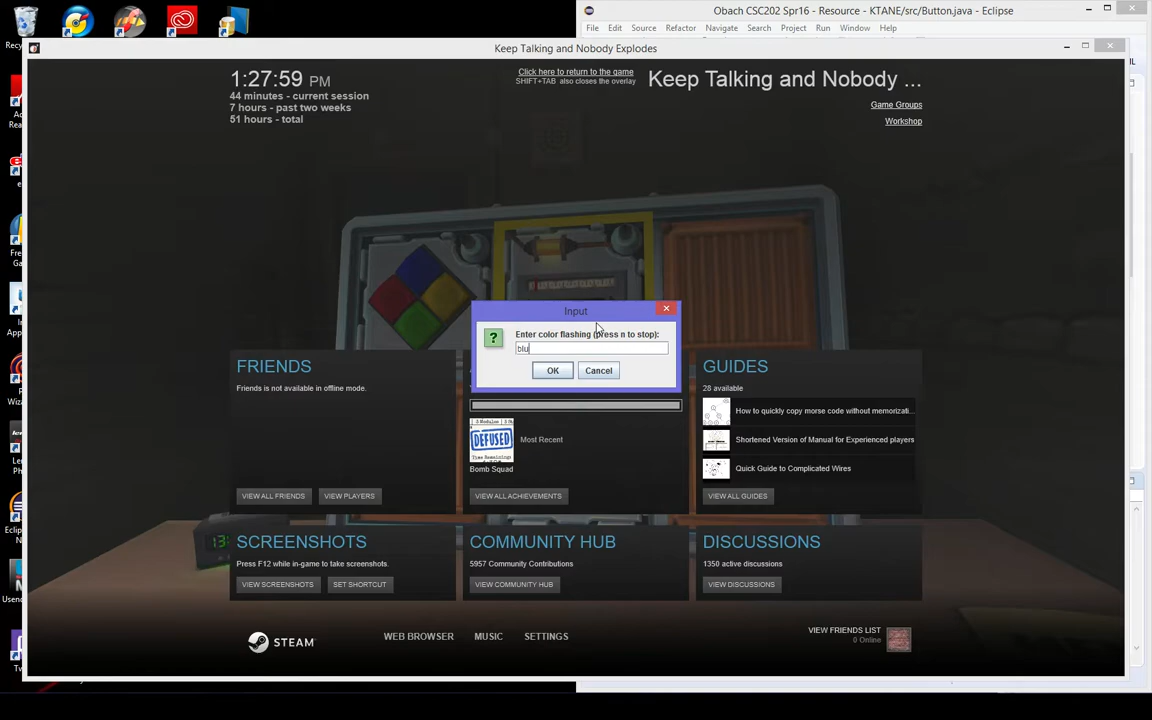 Obach CSC202 Spr16 - Resource - KTANE/src/Button.java - Eclipse
File Edit Source Refactor Navigate Search Project Run Window Help
Keep Talking and Nobody Explodes
1:27:59 PM
44 minutes - current session
7 hours - past two weeks
51 hours - total
Click here to return to the game
SHIFT+TAB also closes the overlay
Keep Talking and Nobody ...
Game Groups
Workshop
Input
Enter color flashing (press n to stop):
blu
OK Cancel
FRIENDS
Friends is not available in offline mode.
VIEW ALL FRIENDS VIEW PLAYERS
DEFUSED
Most Recent
Bomb Squad
VIEW ALL ACHIEVEMENTS
GUIDES
28 available
How to quickly copy morse code without memorizati...
Shortened Version of Manual for Experienced players
Quick Guide to Complicated Wires
VIEW ALL GUIDES
SCREENSHOTS
Press F12 while in-game to take screenshots.
VIEW SCREENSHOTS SET SHORTCUT
COMMUNITY HUB
5957 Community Contributions
VIEW COMMUNITY HUB
DISCUSSIONS
1350 active discussions
VIEW DISCUSSIONS
STEAM
WEB BROWSER MUSIC SETTINGS
VIEW FRIENDS LIST
0 Online